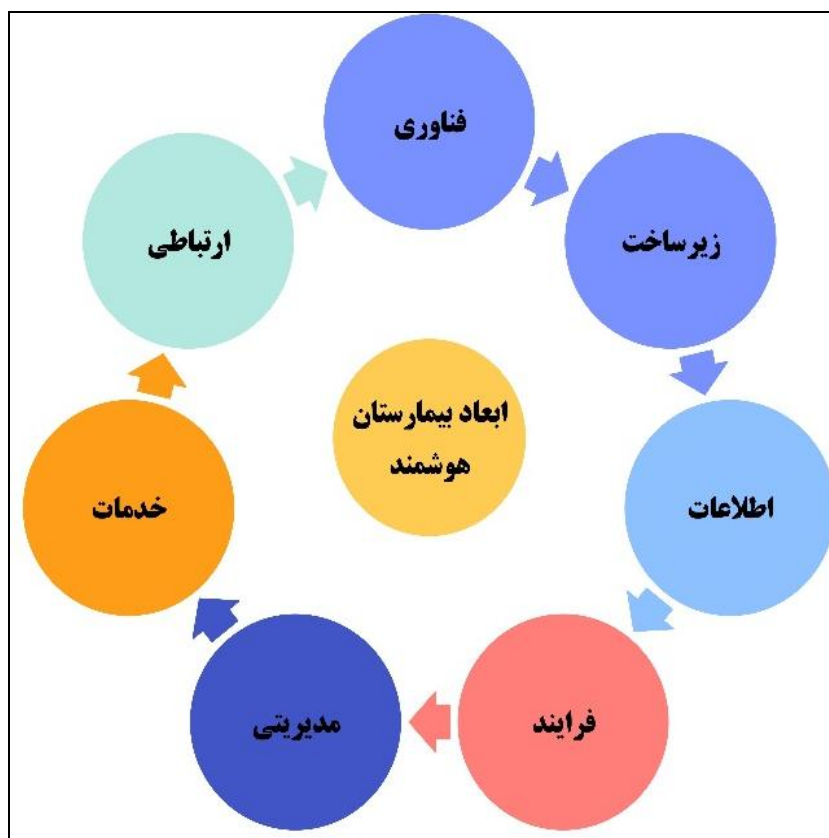 فناوری
زیرساخت
اطلاعات
فرایند
مدیریتی
خدمات
ارتباطی
ابعاد بیمارستان
هوشمند